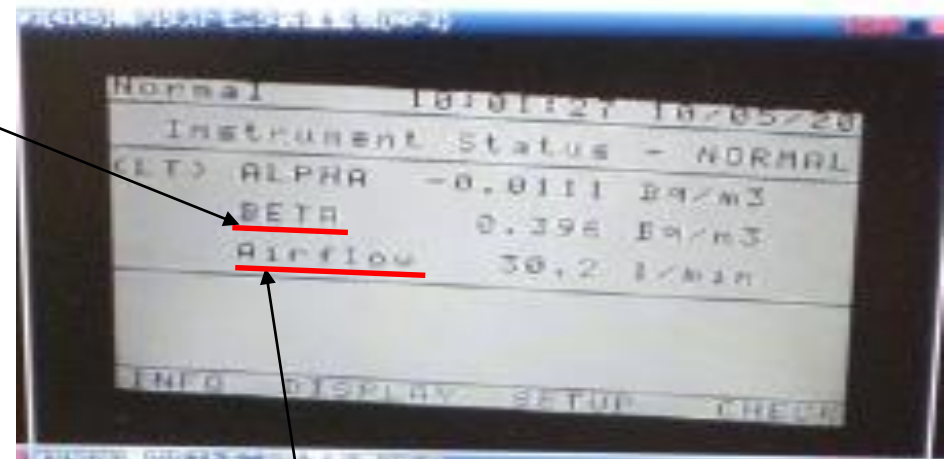 Normal 10:01:27 10/05/20
Instrument Status - NORMAL
(LT) ALPHA -0.0111 Bq/m3
BETA 0.396 Bq/m3
Airflow 30.2 l/min
INFO DISPLAY SETUP CHECK